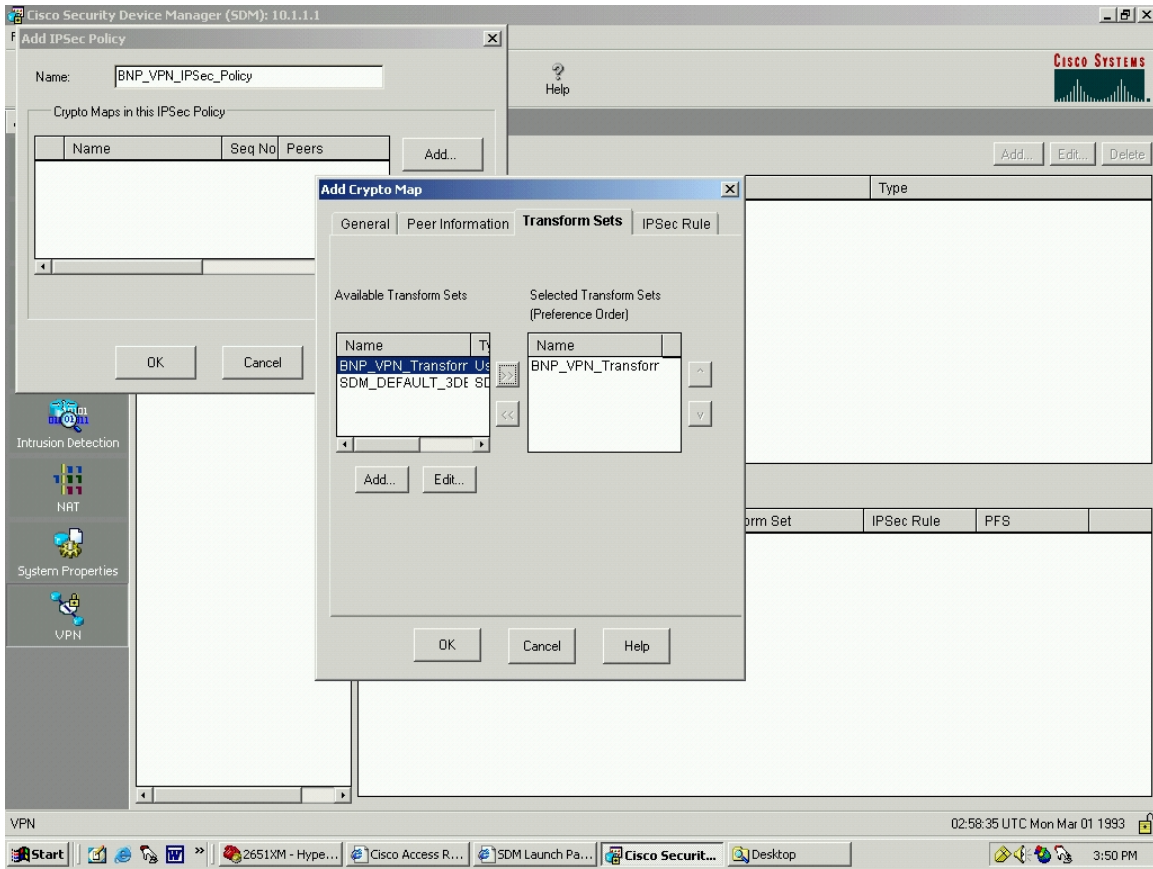 Cisco Security Device Manager (SDM): 10.1.1.1
F
Add IPSec Policy
Name: BNP_VPN_IPSec_Policy
Crypto Maps in this IPSec Policy
Name Seq No Peers
Add...
OK Cancel
Help
CISCO SYSTEMS
Add... Edit... Delete
Type
Add Crypto Map
General Peer Information Transform Sets IPSec Rule
Available Transform Sets
Selected Transform Sets
(Preference Order)
Name Ty
BNP_VPN_Transforr Us
SDM_DEFAULT_3DE SD
>>
<<
Name
BNP_VPN_Transforr
^
v
Add... Edit...
OK Cancel Help
Intrusion Detection
NAT
System Properties
VPN
orm Set IPSec Rule PFS
VPN
02:58:35 UTC Mon Mar 01 1993
Start » 2651XM - Hype... Cisco Access R... SDM Launch Pa... Cisco Securit... Desktop 3:50 PM